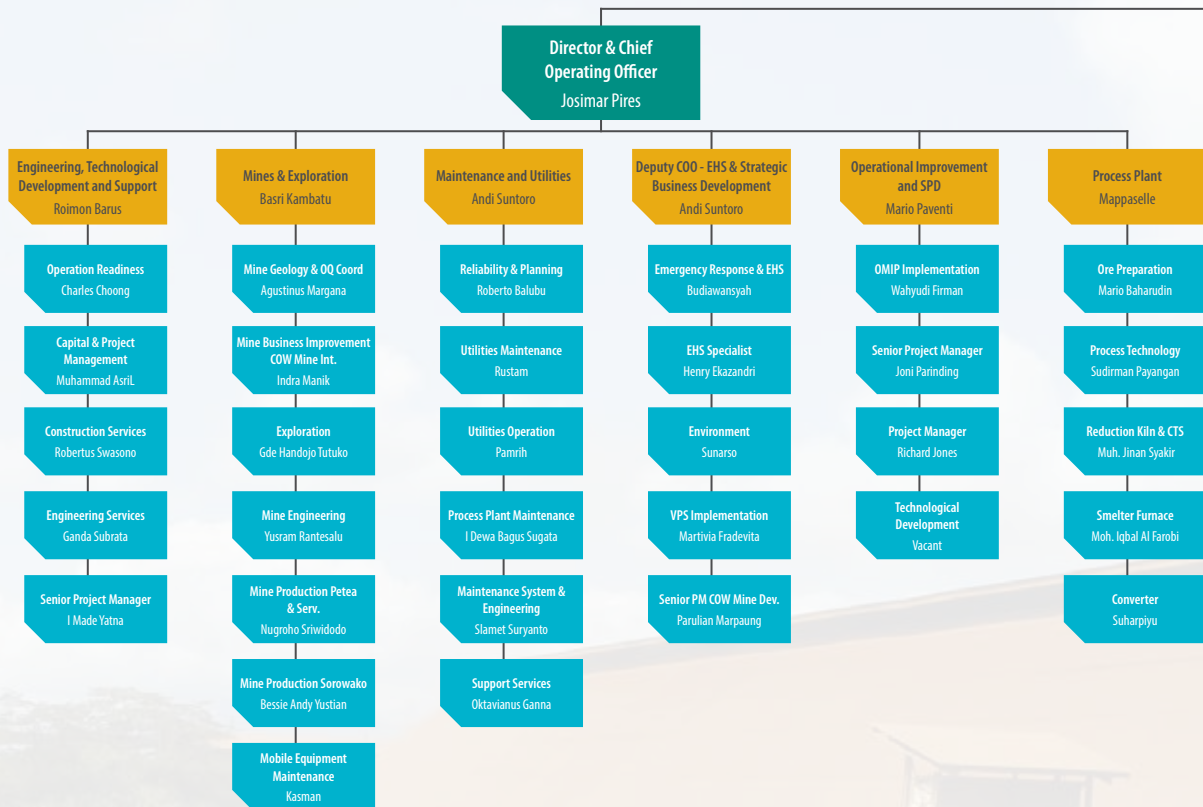 Director & Chief
Operating Officer
Josimar Pires
Engineering, Technological
Development and Support
Roimon Barus
Operation Readiness
Charles Choong
Capital & Project
Management
Muhammad AsriL
Construction Services
Robertus Swasono
Engineering Services
Ganda Subrata
Senior Project Manager
I Made Yatna
Mines & Exploration
Basri Kambatu
Mine Geology & OQ Coord
Agustinus Margana
Mine Business Improvement
COW Mine Int.
Indra Manik
Exploration
Gde Handojo Tutuko
Mine Engineering
Yusram Rantesalu
Mine Production Petea
& Serv.
Nugroho Sriwidodo
Mine Production Sorowako
Bessie Andy Yustian
Mobile Equipment
Maintenance
Kasman
Maintenance and Utilities
Andi Suntoro
Reliability & Planning
Roberto Balubu
Utilities Maintenance
Rustam
Utilities Operation
Pamrih
Process Plant Maintenance
I Dewa Bagus Sugata
Maintenance System &
Engineering
Slamet Suryanto
Support Services
Oktavianus Ganna
Deputy COO - EHS & Strategic
Business Development
Andi Suntoro
Emergency Response & EHS
Budiawansyah
EHS Specialist
Henry Ekazandri
Environment
Sunarso
VPS Implementation
Martivia Fradevita
Senior PM COW Mine Dev.
Parulian Marpaung
Operational Improvement
and SPD
Mario Paventi
OMIP Implementation
Wahyudi Firman
Senior Project Manager
Joni Parinding
Project Manager
Richard Jones
Technological
Development
Vacant
Process Plant
Mappaselle
Ore Preparation
Mario Baharudin
Process Technology
Sudirman Payangan
Reduction Kiln & CTS
Muh. Jinan Syakir
Smelter Furnace
Moh. Iqbal Al Farobi
Converter
Suharpiyu